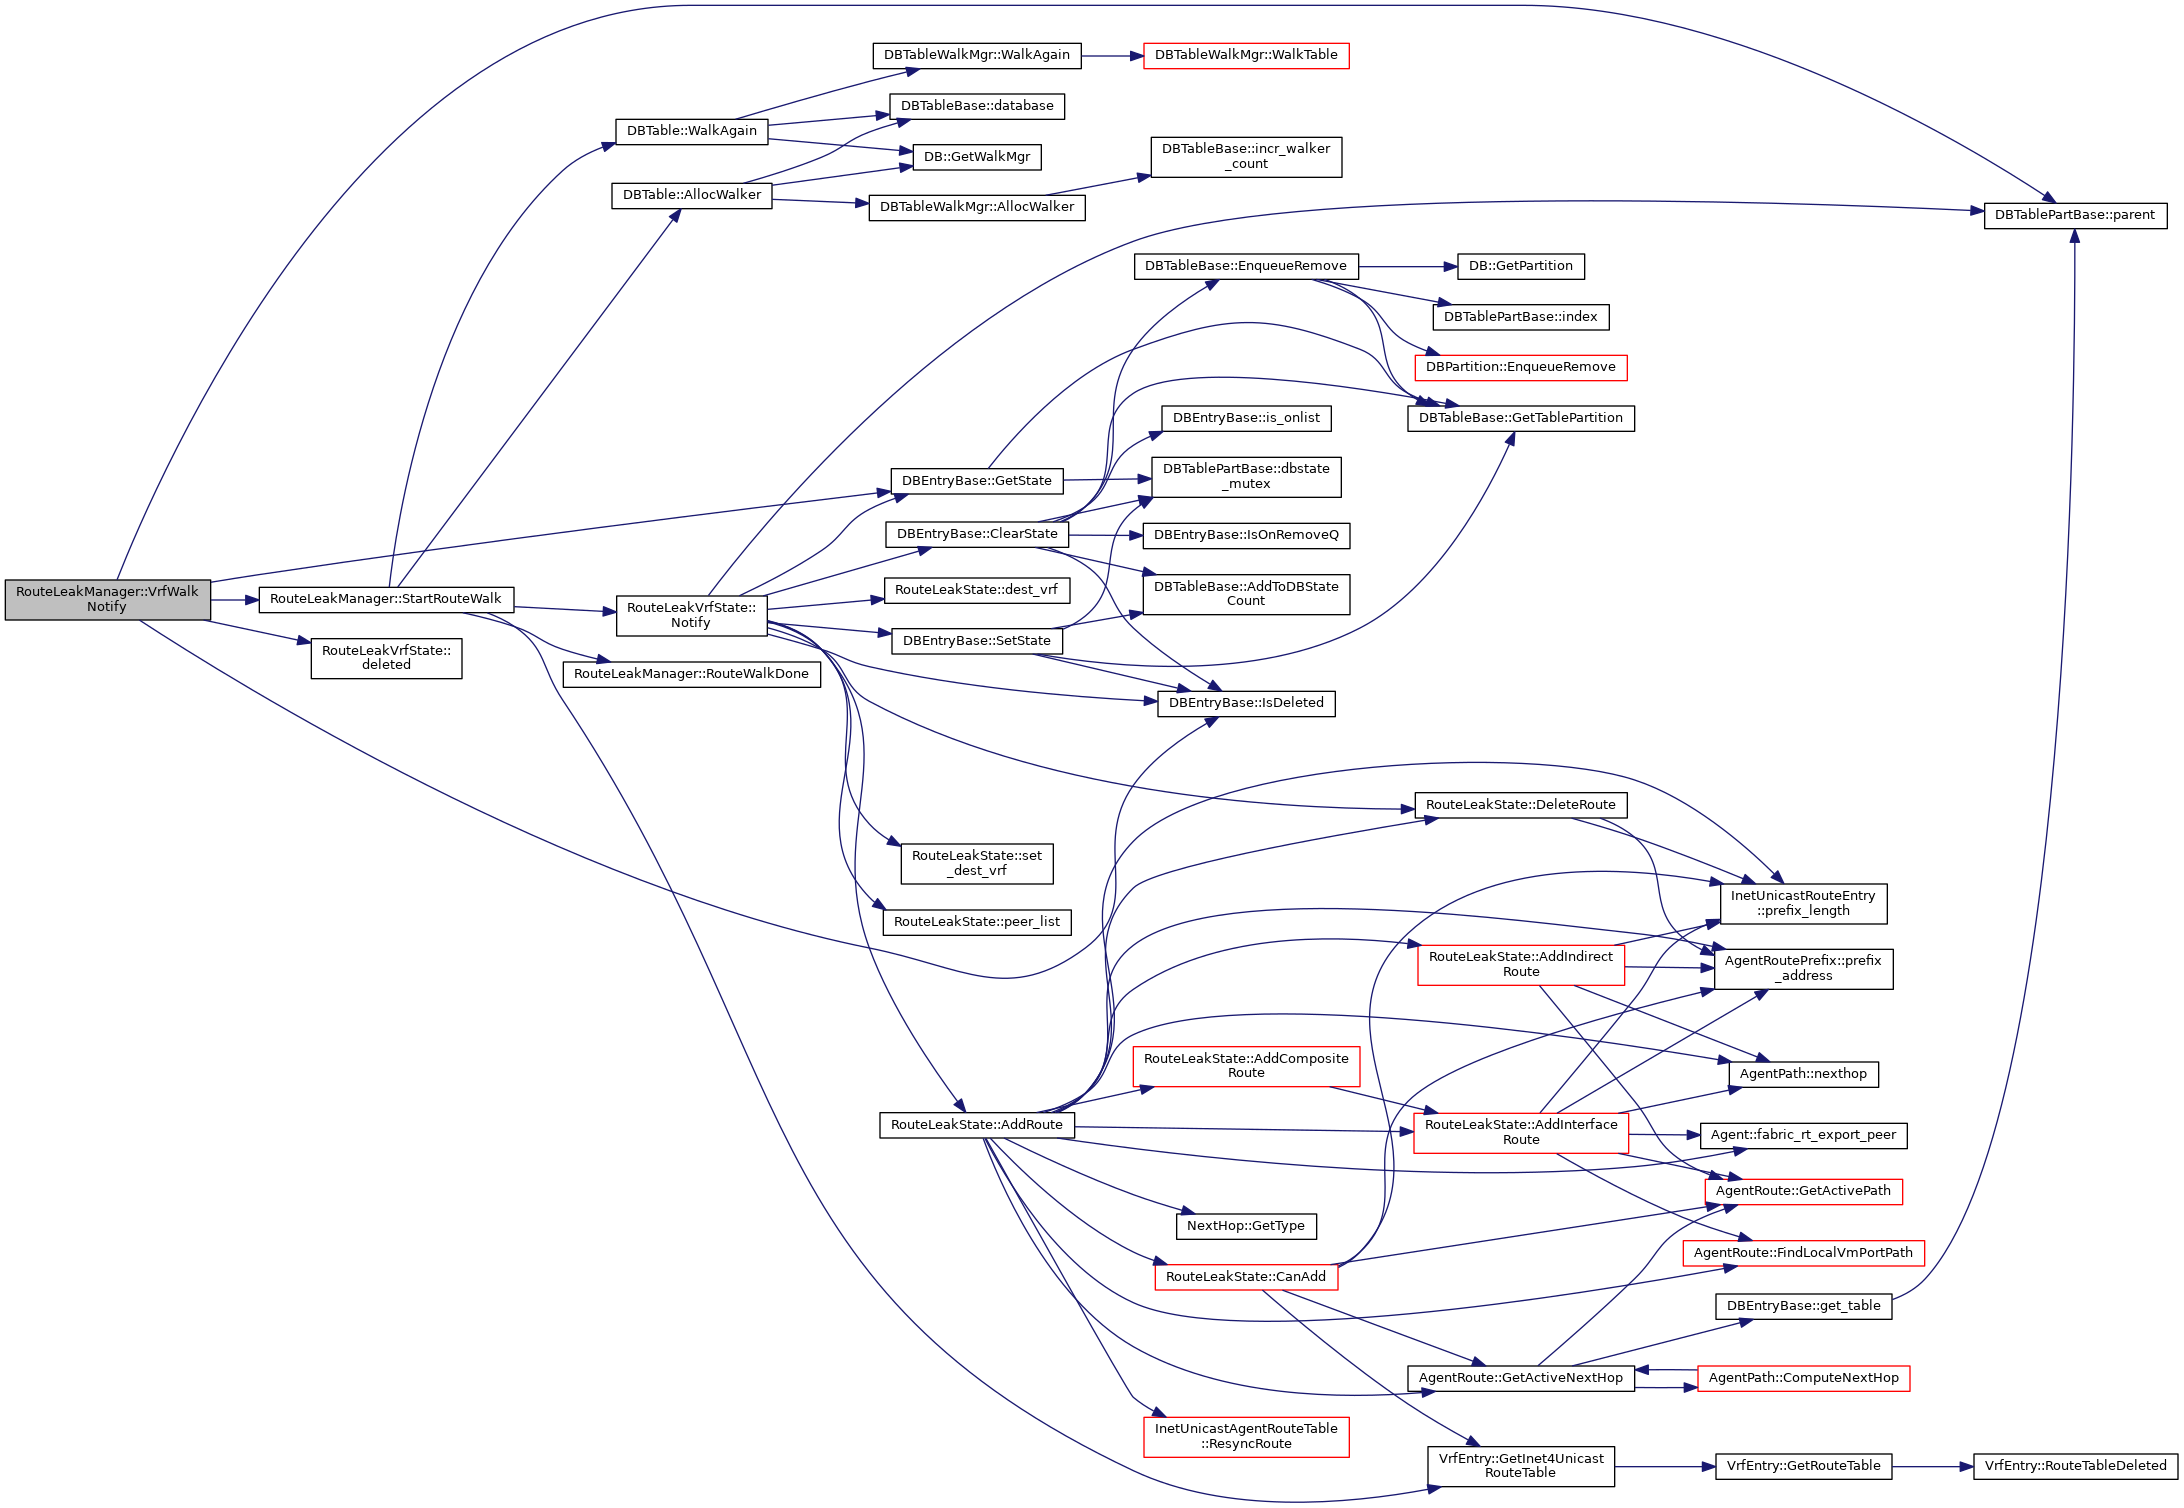 DBTableWalkMgr::WalkAgain
DBTableWalkMgr::WalkTable
DBTableBase::database
DBTable::WalkAgain
DB::GetWalkMgr
DBTableBase::incr_walker
_count
DBTable::AllocWalker
DBTableWalkMgr::AllocWalker
DBTablePartBase::parent
DBTableBase::EnqueueRemove
DB::GetPartition
DBTablePartBase::index
DBPartition::EnqueueRemove
DBEntryBase::is_onlist
DBTableBase::GetTablePartition
DBEntryBase::GetState
DBTablePartBase::dbstate
_mutex
DBEntryBase::ClearState
DBEntryBase::IsOnRemoveQ
RouteLeakManager::VrfWalk
Notify
RouteLeakManager::StartRouteWalk
RouteLeakVrfState::
Notify
RouteLeakState::dest_vrf
DBTableBase::AddToDBState
Count
RouteLeakVrfState::
deleted
DBEntryBase::SetState
RouteLeakManager::RouteWalkDone
DBEntryBase::IsDeleted
RouteLeakState::DeleteRoute
RouteLeakState::set
_dest_vrf
RouteLeakState::peer_list
InetUnicastRouteEntry
::prefix_length
RouteLeakState::AddIndirect
Route
AgentRoutePrefix::prefix
_address
RouteLeakState::AddComposite
Route
AgentPath::nexthop
RouteLeakState::AddRoute
RouteLeakState::AddInterface
Route
Agent::fabric_rt_export_peer
AgentRoute::GetActivePath
NextHop::GetType
AgentRoute::FindLocalVmPortPath
RouteLeakState::CanAdd
DBEntryBase::get_table
AgentRoute::GetActiveNextHop
AgentPath::ComputeNextHop
InetUnicastAgentRouteTable
::ResyncRoute
VrfEntry::GetInet4Unicast
RouteTable
VrfEntry::GetRouteTable
VrfEntry::RouteTableDeleted